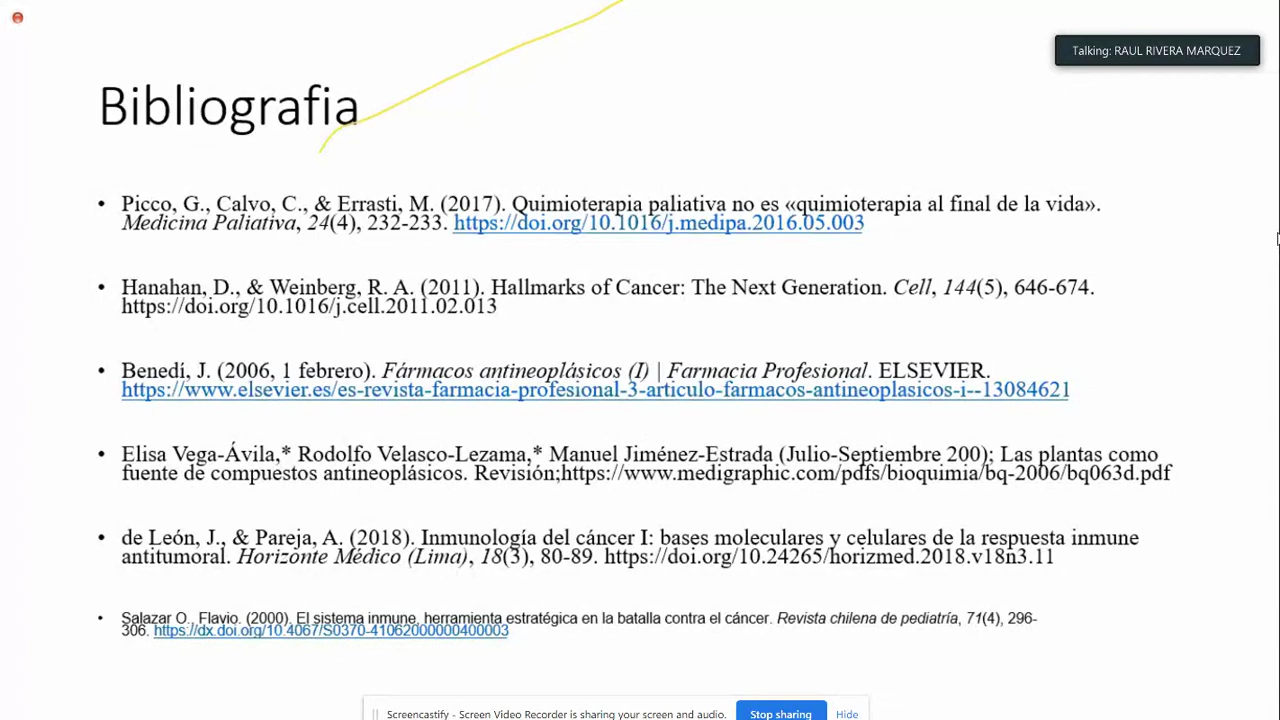 Talking: RAUL RIVERA MARQUEZ
Bibliografia
• Picco, G., Calvo, C., & Errasti, M. (2017). Quimioterapia paliativa no es «quimioterapia al final de la vida».
Medicina Paliativa, 24(4), 232-233. https://doi.org/10.1016/j.medipa.2016.05.003
• Hanahan, D., & Weinberg, R. A. (2011). Hallmarks of Cancer: The Next Generation. Cell, 144(5), 646-674.
https://doi.org/10.1016/j.cell.2011.02.013
• Benedí, J. (2006, 1 febrero). Fármacos antineoplásicos (I) | Farmacia Profesional. ELSEVIER.
https://www.elsevier.es/es-revista-farmacia-profesional-3-articulo-farmacos-antineoplasicos-i--13084621
• Elisa Vega-Ávila,* Rodolfo Velasco-Lezama,* Manuel Jiménez-Estrada (Julio-Septiembre 200); Las plantas como
fuente de compuestos antineoplásicos. Revisión;https://www.medigraphic.com/pdfs/bioquimia/bq-2006/bq063d.pdf
• de León, J., & Pareja, A. (2018). Inmunología del cáncer I: bases moleculares y celulares de la respuesta inmune
antitumoral. Horizonte Médico (Lima), 18(3), 80-89. https://doi.org/10.24265/horizmed.2018.v18n3.11
• Salazar O., Flavio. (2000). El sistema inmune, herramienta estratégica en la batalla contra el cáncer. Revista chilena de pediatría, 71(4), 296-
306. https://dx.doi.org/10.4067/S0370-41062000000400003
Screencastify - Screen Video Recorder is sharing your screen and audio. Stop sharing Hide